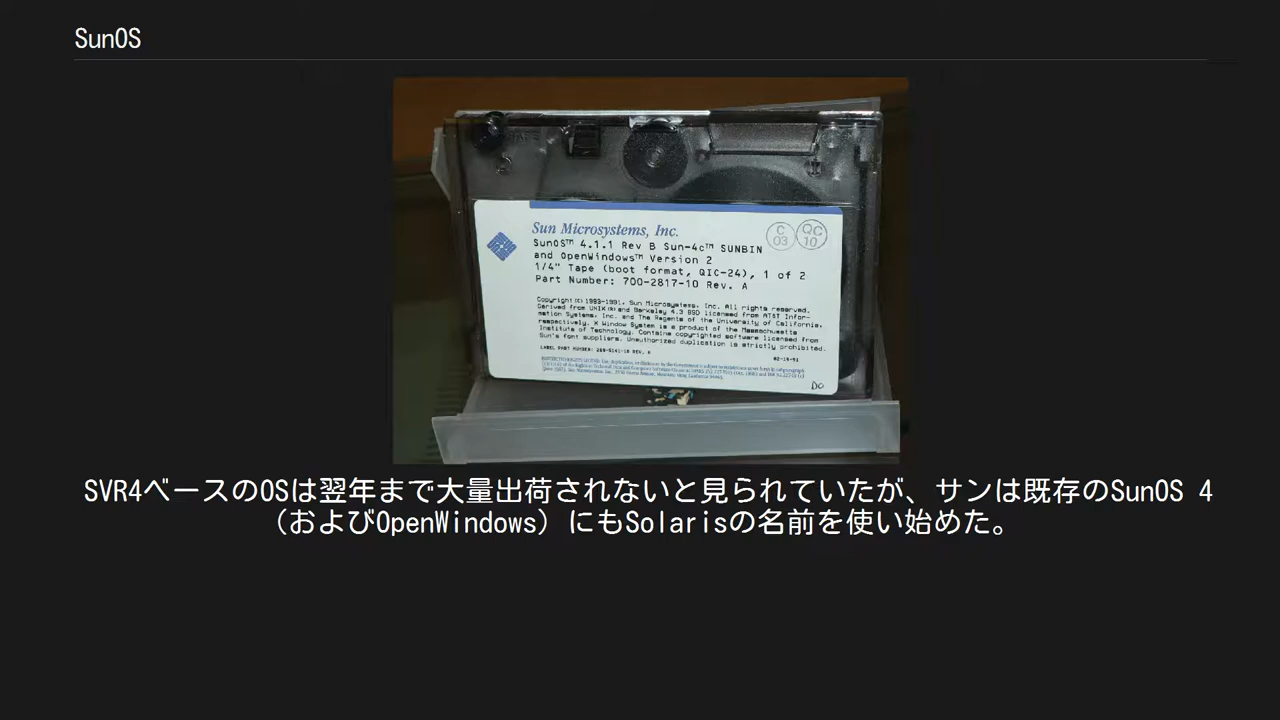 SunOS
Sun Microsystems, Inc.
SunOS™ 4.1.1 Rev B Sun-4c™ SUNBIN
and OpenWindows™ Version 2
1/4" Tape (boot format, QIC-24), 1 of 2
Part Number: 700-2817-10 Rev. A
C
03
QC
10
Copyright (c) 1983-1991, Sun Microsystems, Inc. All rights reserved.
Derived from UNIX(R) and Berkeley 4.3 BSD licensed from AT&T Infor-
mation Systems, Inc. and The Regents of the University of California,
respectively. X Window System is a product of the Massachusetts
Institute of Technology. Contains copyrighted software licensed from
Sun's font suppliers. Unauthorized duplication is strictly prohibited.
LABEL PART NUMBER:
02-18-91
DO
SVR4ベースのOSは翌年まで大量出荷されないと見られていたが、サンは既存のSunOS 4
（およびOpenWindows）にもSolarisの名前を使い始めた。